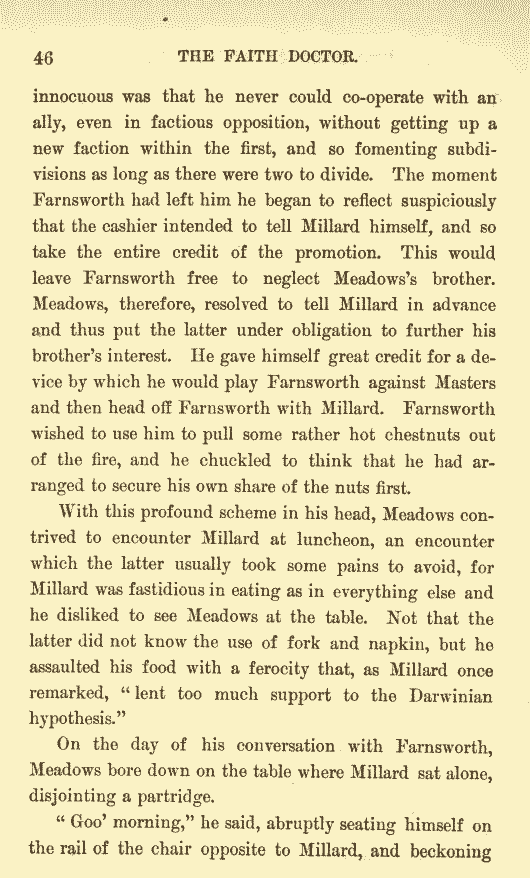 46 THE FAITH DOCTOR.
innocuous was that he never could co-operate with an
ally, even in factious opposition, without getting up a
new faction within the first, and so fomenting subdi-
visions as long as there were two to divide. The moment
Farnsworth had left him he began to reflect suspiciously
that the cashier intended to tell Millard himself, and so
take the entire credit of the promotion. This would
leave Farnsworth free to neglect Meadows's brother.
Meadows, therefore, resolved to tell Millard in advance
and thus put the latter under obligation to further his
brother's interest. He gave himself great credit for a de-
vice by which he would play Farnsworth against Masters
and then head off Farnsworth with Millard. Farnsworth
wished to use him to pull some rather hot chestnuts out
of the fire, and he chuckled to think that he had ar-
ranged to secure his own share of the nuts first.
With this profound scheme in his head, Meadows con-
trived to encounter Millard at luncheon, an encounter
which the latter usually took some pains to avoid, for
Millard was fastidious in eating as in everything else and
he disliked to see Meadows at the table. Not that the
latter did not know the use of fork and napkin, but he
assaulted his food with a ferocity that, as Millard once
remarked, "lent too much support to the Darwinian
hypothesis."
On the day of his conversation with Farnsworth,
Meadows bore down on the table where Millard sat alone,
disjointing a partridge.
"Goo' morning," he said, abruptly seating himself on
the rail of the chair opposite to Millard, and beckoning